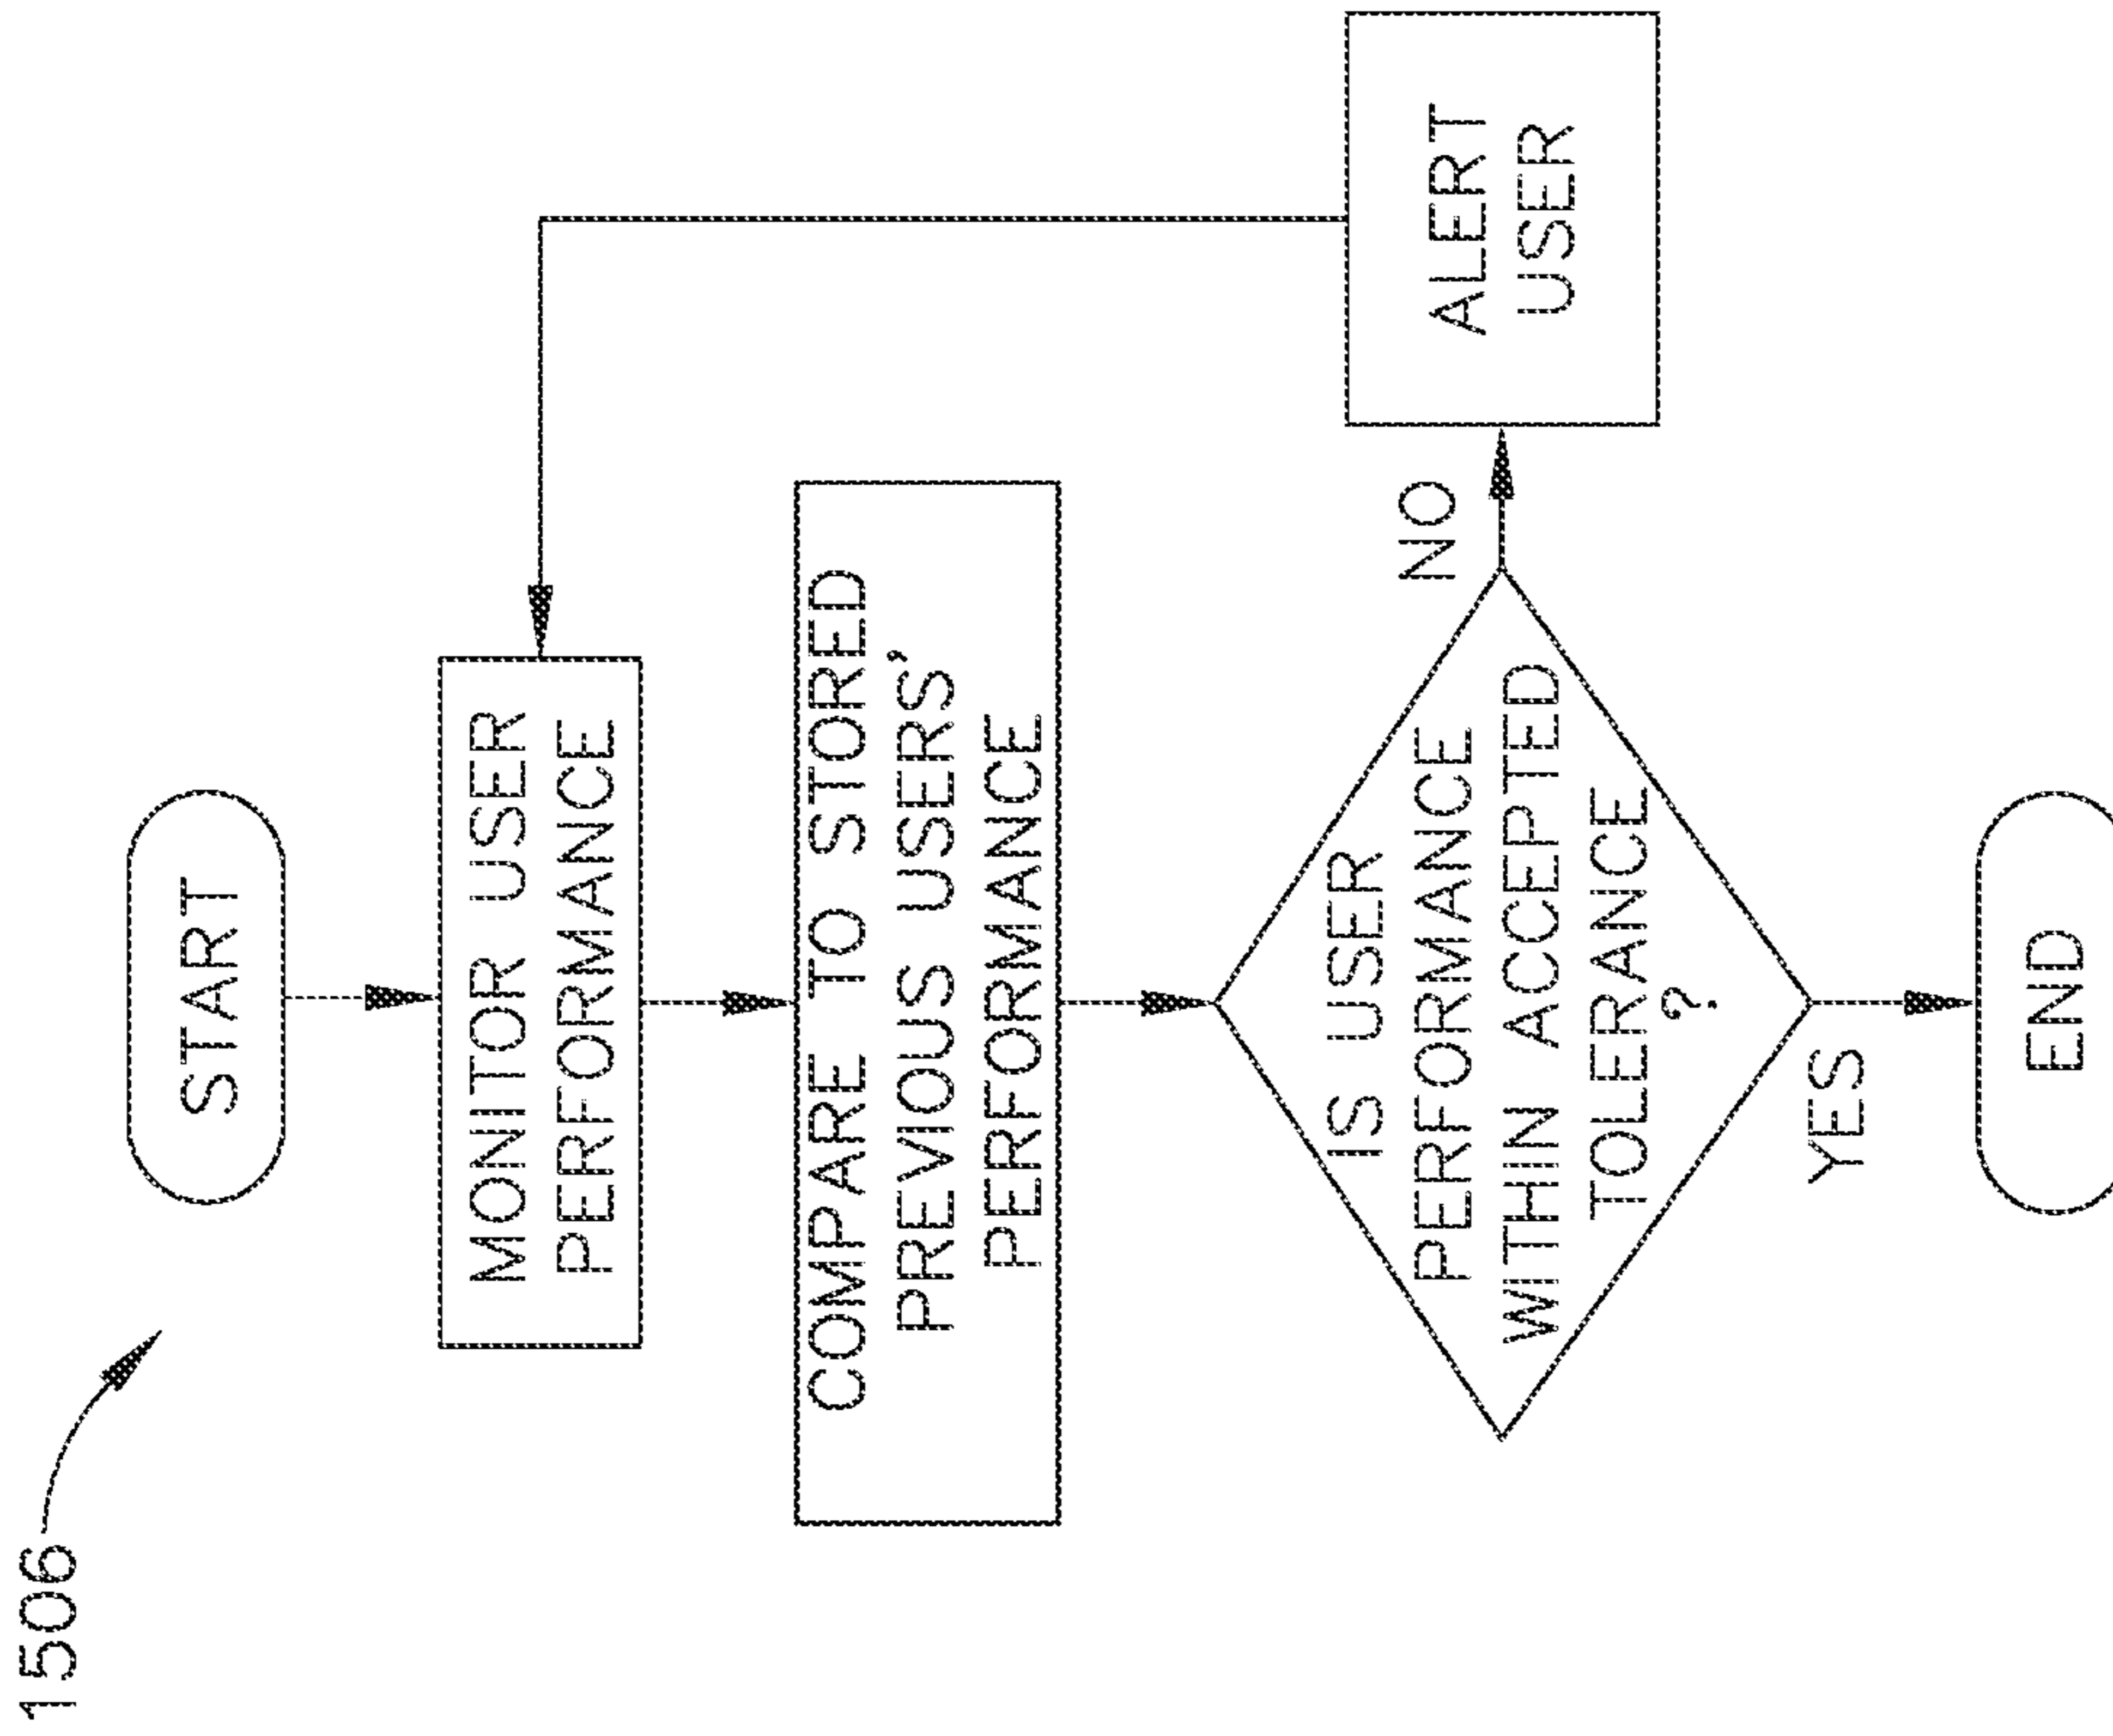 1506
START
MONITOR USER
PERFORMANCE
COMPARE TO STORED
PREVIOUS USERS'
PERFORMANCE
IS USER
PERFORMANCE
WITHIN ACCEPTED
TOLERANCE
?
NO
ALERT
USER
YES
END